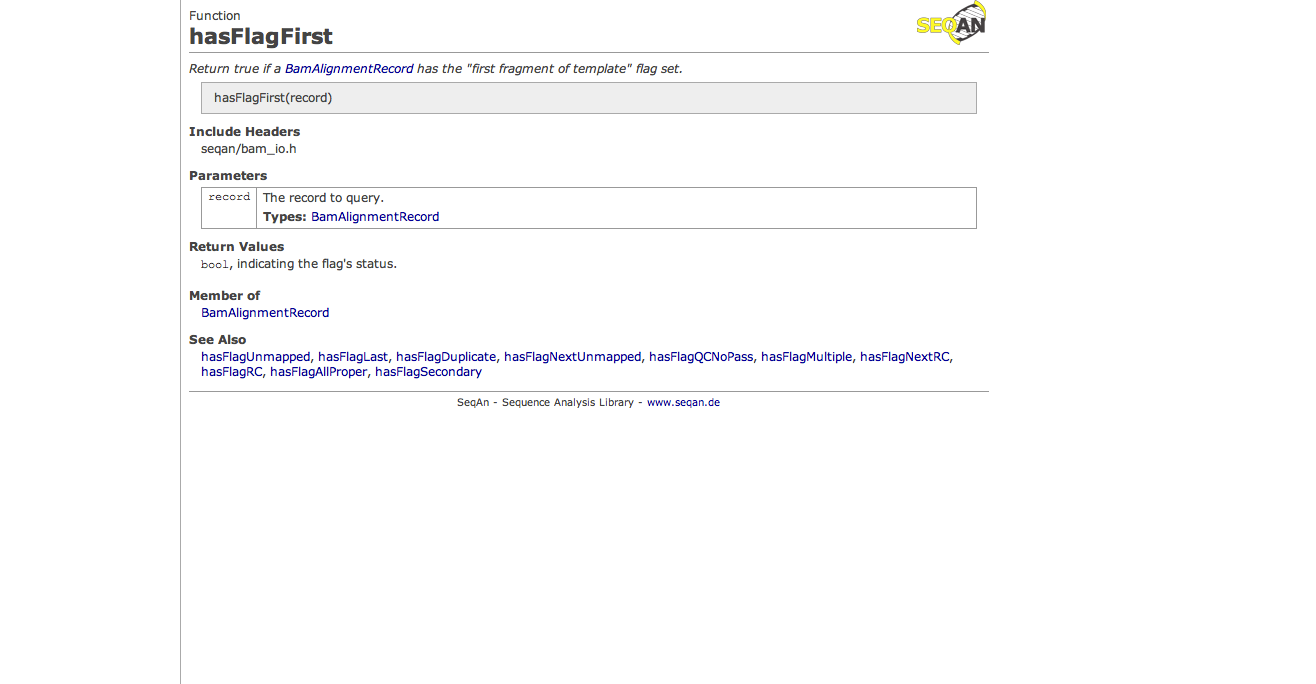 Function
hasFlagFirst
SEQAN
Return true if a BamAlignmentRecord has the "first fragment of template" flag set.
hasFlagFirst(record)
Include Headers
seqan/bam_io.h
Parameters
record The record to query.
Types: BamAlignmentRecord
Return Values
bool, indicating the flag's status.
Member of
BamAlignmentRecord
See Also
hasFlagUnmapped, hasFlagLast, hasFlagDuplicate, hasFlagNextUnmapped, hasFlagQCNoPass, hasFlagMultiple, hasFlagNextRC,
hasFlagRC, hasFlagAllProper, hasFlagSecondary
SeqAn - Sequence Analysis Library - www.seqan.de